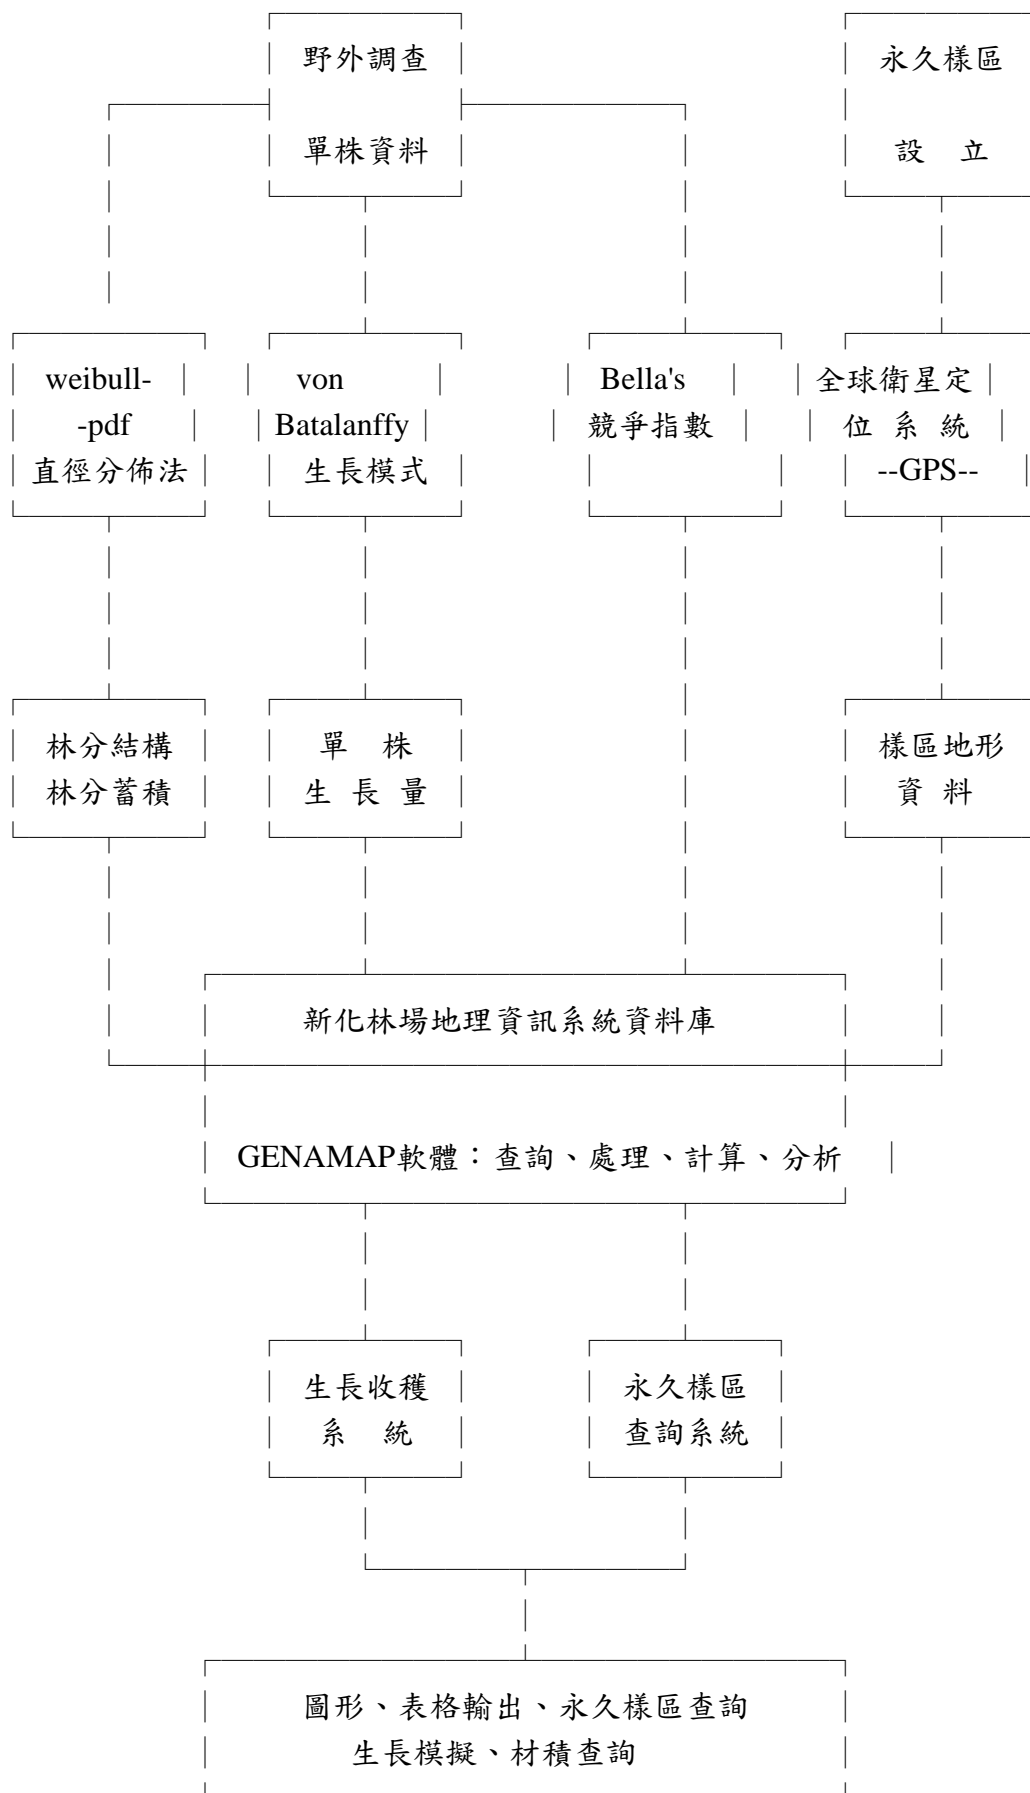 野外調查
單株資料
永久樣區
設 立
weibull-
-pdf
直徑分佈法
von
Batalanffy
生長模式
Bella's
競爭指數
全球衛星定
位 系 統
--GPS--
林分結構
林分蓄積
單 株
生 長 量
樣區地形
資 料
新化林場地理資訊系統資料庫
GENAMAP軟體：查詢、處理、計算、分析
生長收穫
系 統
永久樣區
查詢系統
圖形、表格輸出、永久樣區查詢
生長模擬、材積查詢